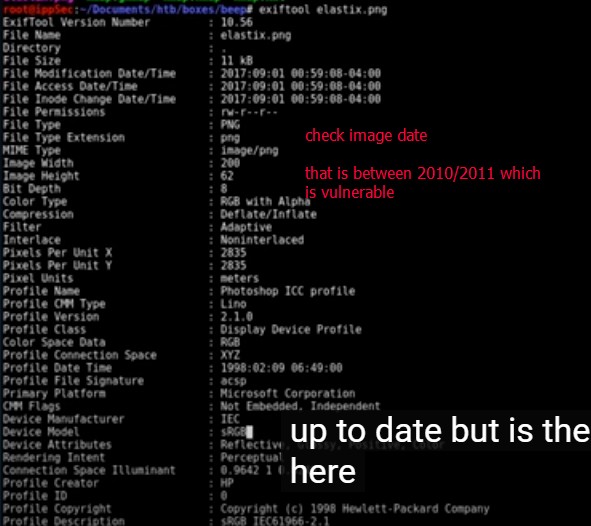 root@ippSec:~/Documents/htb/boxes/beep# exiftool elastix.png
ExifTool Version Number : 10.56
File Name : elastix.png
Directory : .
File Size : 11 kB
File Modification Date/Time : 2017:09:01 00:59:08-04:00
File Access Date/Time : 2017:09:01 00:59:08-04:00
File Inode Change Date/Time : 2017:09:01 00:59:08-04:00
File Permissions : rw-r--r--
File Type : PNG
File Type Extension : png
check image date
MIME Type : image/png
Image Width : 200
Image Height : 62
that is between 2010/2011 which
Bit Depth : 8
is vulnerable
Color Type : RGB with Alpha
Compression : Deflate/Inflate
Filter : Adaptive
Interlace : Noninterlaced
Pixels Per Unit X : 2835
Pixels Per Unit Y : 2835
Pixel Units : meters
Profile Name : Photoshop ICC profile
Profile CMM Type : Lino
Profile Version : 2.1.0
Profile Class : Display Device Profile
Color Space Data : RGB
Profile Connection Space : XYZ
Profile Date Time : 1998:02:09 06:49:00
Profile File Signature : acsp
Primary Platform : Microsoft Corporation
CMM Flags : Not Embedded, Independent
Device Manufacturer : IEC
Device Model : sRGB
up to date but is the
Device Attributes : Reflective, Glossy, Positive, Color
Rendering Intent : Perceptual
here
Connection Space Illuminant : 0.9642 1
Profile Creator : HP
Profile ID : 0
Profile Copyright : Copyright (c) 1998 Hewlett-Packard Company
Profile Description : sRGB IEC61966-2.1